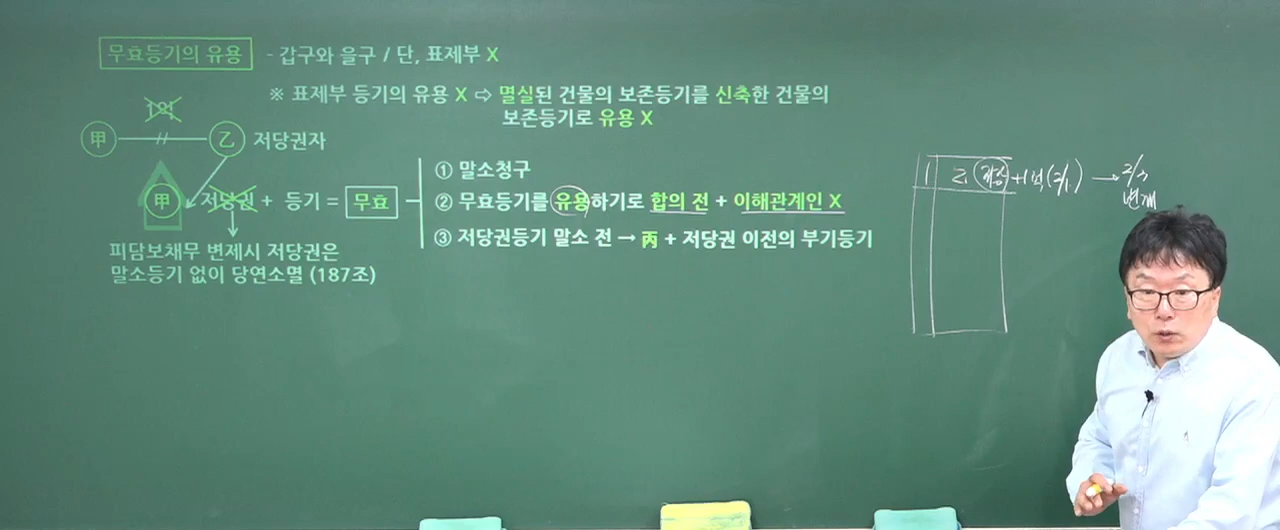 무효등기의 유용 - 갑구와 을구 / 단, 표제부 X
※ 표제부 등기의 유용 X ⇨ 멸실된 건물의 보존등기를 신축한 건물의
보존등기로 유용 X
1억
甲 乙 저당권자
甲 저당권 + 등기 = 무효
피담보채무 변제시 저당권은
말소등기 없이 당연소멸 (187조)
① 말소청구
② 무효등기를 유용하기로 합의 전 + 이해관계인 X
③ 저당권등기 말소 전 → 丙 + 저당권 이전의 부기등기
1 乙 +1억